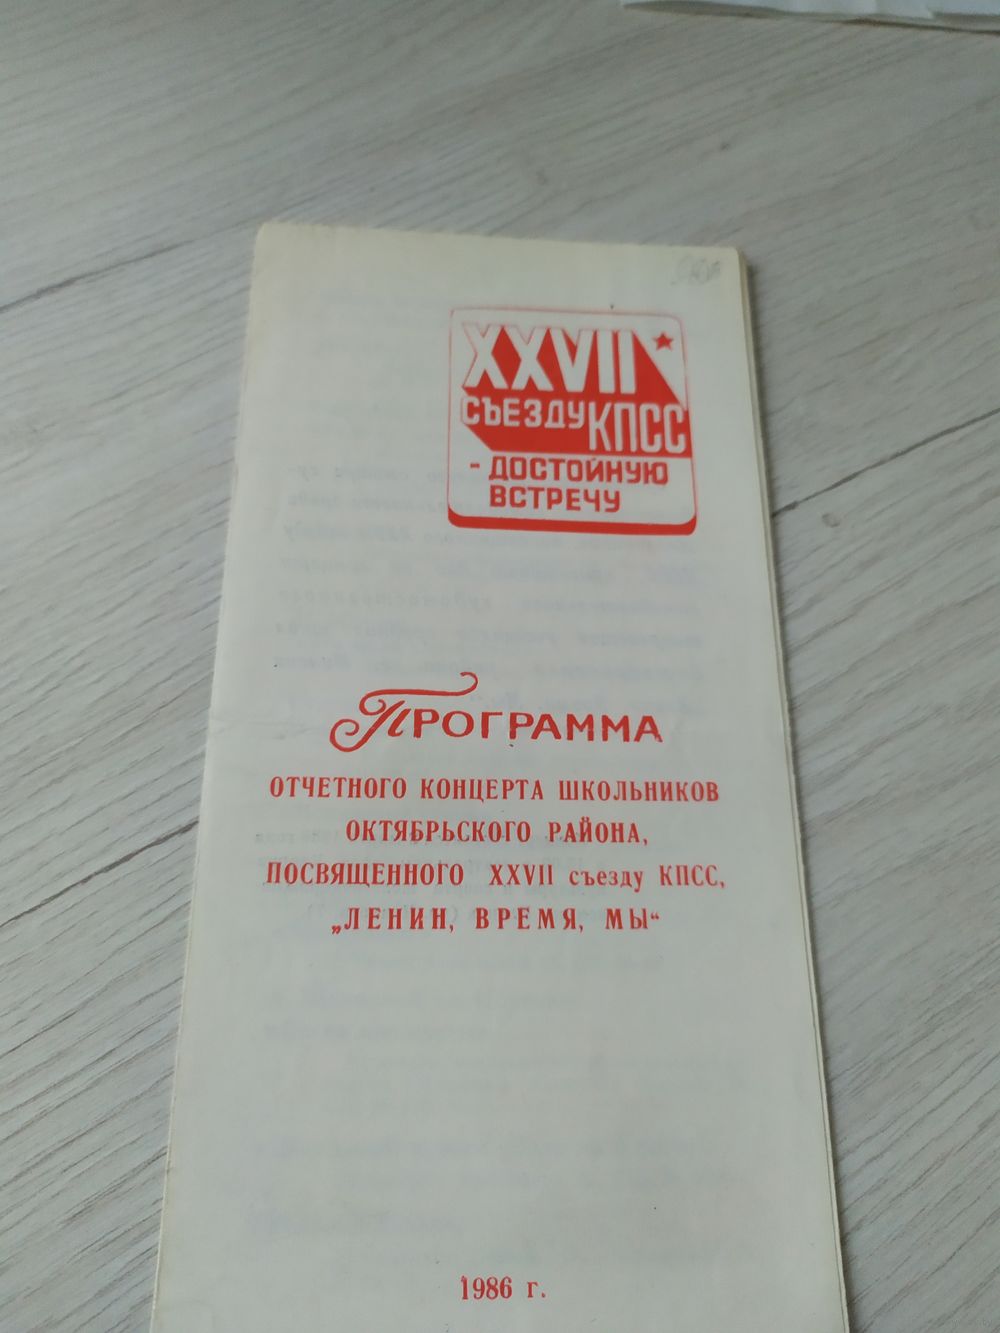 XXVII
СЪЕЗДУ КПСС
- ДОСТОЙНУЮ
ВСТРЕЧУ
ПРОГРАММА
ОТЧЕТНОГО КОНЦЕРТА ШКОЛЬНИКОВ
ОКТЯБРЬСКОГО РАЙОНА,
ПОСВЯЩЕННОГО XXVII съезду КПСС,
„ЛЕНИН, ВРЕМЯ, МЫ“
1986 г.